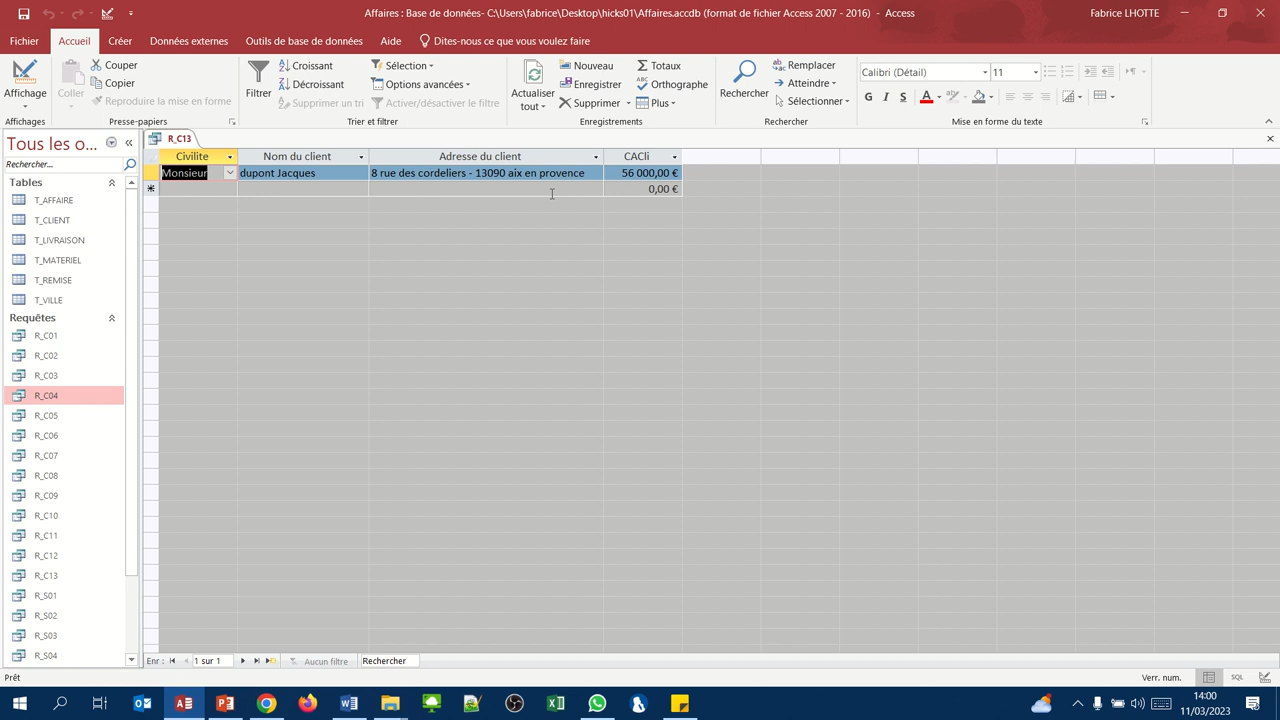 Affaires : Base de données- C:\Users\fabrice\Desktop\hicks01\Affaires.accdb (format de fichier Access 2007 - 2016) - Access
Fabrice LHOTTE
Fichier Accueil Créer Données externes Outils de base de données Aide Dites-nous ce que vous voulez faire
Affichage
Affichages
Coller
Couper
Copier
Reproduire la mise en forme
Presse-papiers
Filtrer
Croissant
Décroissant
Supprimer un tri
Sélection
Options avancées
Activer/désactiver le filtre
Trier et filtrer
Actualiser
tout
Nouveau
Enregistrer
Supprimer
Totaux
Orthographe
Plus
Enregistrements
Rechercher
Remplacer
Atteindre
Sélectionner
Rechercher
Calibri (Détail) 11
G I S A
Mise en forme du texte
Tous les o...
Rechercher...
Tables
T_AFFAIRE
T_CLIENT
T_LIVRAISON
T_MATERIEL
T_REMISE
T_VILLE
Requêtes
R_C01
R_C02
R_C03
R_C04
R_C05
R_C06
R_C07
R_C08
R_C09
R_C10
R_C11
R_C12
R_C13
R_S01
R_S02
R_S03
R_S04
R_C13
Civilite Nom du client Adresse du client CACli
Monsieur dupont Jacques 8 rue des cordeliers - 13090 aix en provence 56 000,00 €
0,00 €
Enr : 1 sur 1 Aucun filtre Rechercher
Prêt
Verr. num. SQL
14:00
11/03/2023